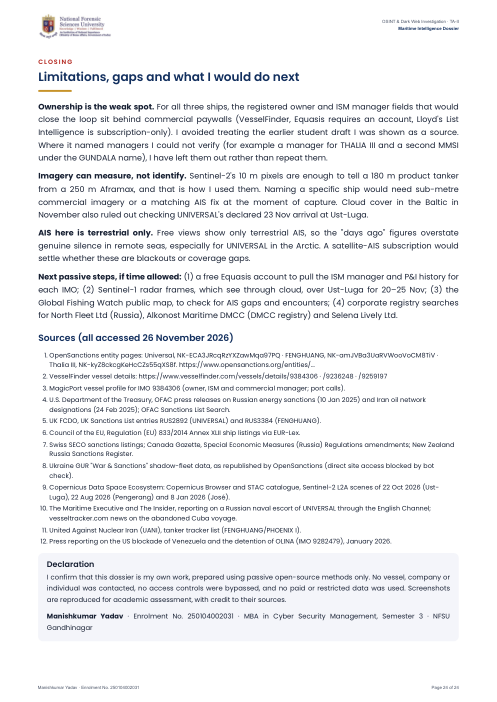 National Forensic
Sciences University
OSINT & Dark Web Investigation · TA-II
Maritime Intelligence Dossier
CLOSING
Limitations, gaps and what I would do next
Ownership is the weak spot. For all three ships, the registered owner and ISM manager fields that would
close the loop sit behind commercial paywalls (VesselFinder, Equasis requires an account, Lloyd's List
Intelligence is subscription-only). I avoided treating the earlier student draft I was shown as a source.
Where it named managers I could not verify (for example a manager for THALIA III and a second MMSI
under the GUNDALA name), I have left them out rather than repeat them.
Imagery can measure, not identify. Sentinel-2's 10 m pixels are enough to tell a 180 m product tanker
from a 250 m Aframax, and that is how I used them. Naming a specific ship would need sub-metre
commercial imagery or a matching AIS fix at the moment of capture. Cloud cover in the Baltic in
November also ruled out checking UNIVERSAL's declared 23 Nov arrival at Ust-Luga.
AIS here is terrestrial only. Free views show only terrestrial AIS, so the "days ago" figures overstate
genuine silence in remote seas, especially for UNIVERSAL in the Arctic. A satellite-AIS subscription would
settle whether these are blackouts or coverage gaps.
Next passive steps, if time allowed: (1) a free Equasis account to pull the ISM manager and P&I history for
each IMO; (2) Sentinel-1 radar frames, which see through cloud, over Ust-Luga for 20–25 Nov; (3) the
Global Fishing Watch public map, to check for AIS gaps and encounters; (4) corporate registry searches
for North Fleet Ltd (Russia), Alkonost Maritime DMCC (DMCC registry) and Selena Lively Ltd.
Sources (all accessed 26 November 2026)
1. OpenSanctions entity pages: Universal, NK-ECA3JRcqRzYXZawMqa97PQ · FENGHUANG, NK-amJVBa3UaRVWooVoCM8TiV ·
Thalia III, NK-yZ8ckcgKeHcCZs55qXS8f. https://www.opensanctions.org/entities/...
2. VesselFinder vessel details: https://www.vesselfinder.com/vessels/details/9384306 · /9236248 · /9259197
3. MagicPort vessel profile for IMO 9384306 (owner, ISM and commercial manager; port calls).
4. U.S. Department of the Treasury, OFAC press releases on Russian energy sanctions (10 Jan 2025) and Iran oil network
designations (24 Feb 2025); OFAC Sanctions List Search.
5. UK FCDO, UK Sanctions List entries RUS2892 (UNIVERSAL) and RUS3384 (FENGHUANG).
6. Council of the EU, Regulation (EU) 833/2014 Annex XLII ship listings via EUR-Lex.
7. Swiss SECO sanctions listing; Canada Gazette, Special Economic Measures (Russia) Regulations amendments; New Zealand
Russia Sanctions Register.
8. Ukraine GUR "War & Sanctions" shadow-fleet data, as republished by OpenSanctions (direct site access blocked by bot
check).
9. Copernicus Data Space Ecosystem: Copernicus Browser and STAC catalogue, Sentinel-2 L2A scenes of 22 Oct 2026 (Ust-
Luga), 22 Aug 2026 (Pengerang) and 8 Jan 2026 (José).
10. The Maritime Executive and The Insider, reporting on a Russian naval escort of UNIVERSAL through the English Channel;
vesseltracker.com news on the abandoned Cuba voyage.
11. United Against Nuclear Iran (UANI), tanker tracker list (FENGHUANG/PHOENIX I).
12. Press reporting on the US blockade of Venezuela and the detention of OLINA (IMO 9282479), January 2026.
Declaration
I confirm that this dossier is my own work, prepared using passive open-source methods only. No vessel, company or
individual was contacted, no access controls were bypassed, and no paid or restricted data was used. Screenshots
are reproduced for academic assessment, with credit to their sources.
Manishkumar Yadav · Enrolment No. 250104002031 · MBA in Cyber Security Management, Semester 3 · NFSU
Gandhinagar
Manishkumar Yadav · Enrolment No. 250104002031
Page 24 of 24